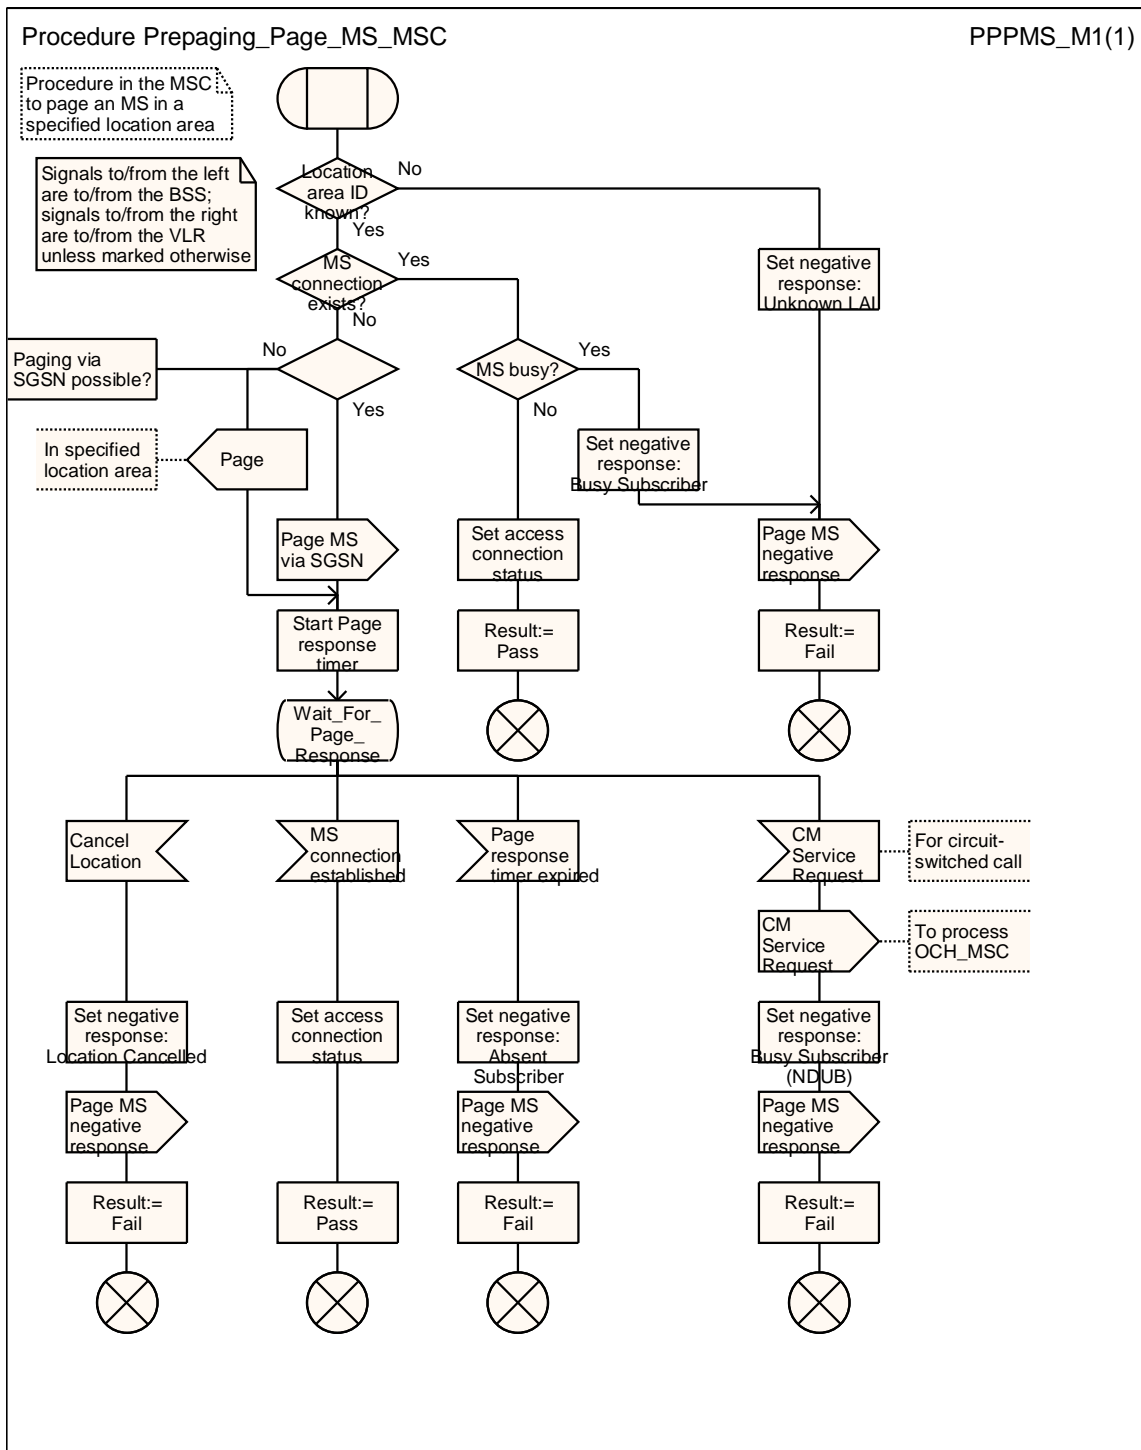 Procedure Prepaging_Page_MS_MSC
PPPMS_M1(1)
Procedure in the MSC
to page an MS in a
specified location area
Signals to/from the left
are to/from the BSS;
signals to/from the right
are to/from the VLR
unless marked otherwise
Location
area ID
known?
No
Yes
MS
connection
exists?
Yes
No
Set negative
response:
Unknown LAI
Paging via
SGSN possible?
No
Yes
MS busy?
Yes
No
In specified
location area
Page
Set negative
response:
Busy Subscriber
Page MS
via SGSN
Set access
connection
status
Page MS
negative
response
Start Page
response
timer
Result:=
Pass
Result:=
Fail
Wait_For_
Page_
Response
Cancel
Location
MS
connection
established
Page
response
timer expired
CM
Service
Request
For circuit-
switched call
CM
Service
Request
To process
OCH_MSC
Set negative
response:
Location Cancelled
Set access
connection
status
Set negative
response:
Absent
Subscriber
Set negative
response:
Busy Subscriber
(NDUB)
Page MS
negative
response
Page MS
negative
response
Page MS
negative
response
Result:=
Fail
Result:=
Pass
Result:=
Fail
Result:=
Fail